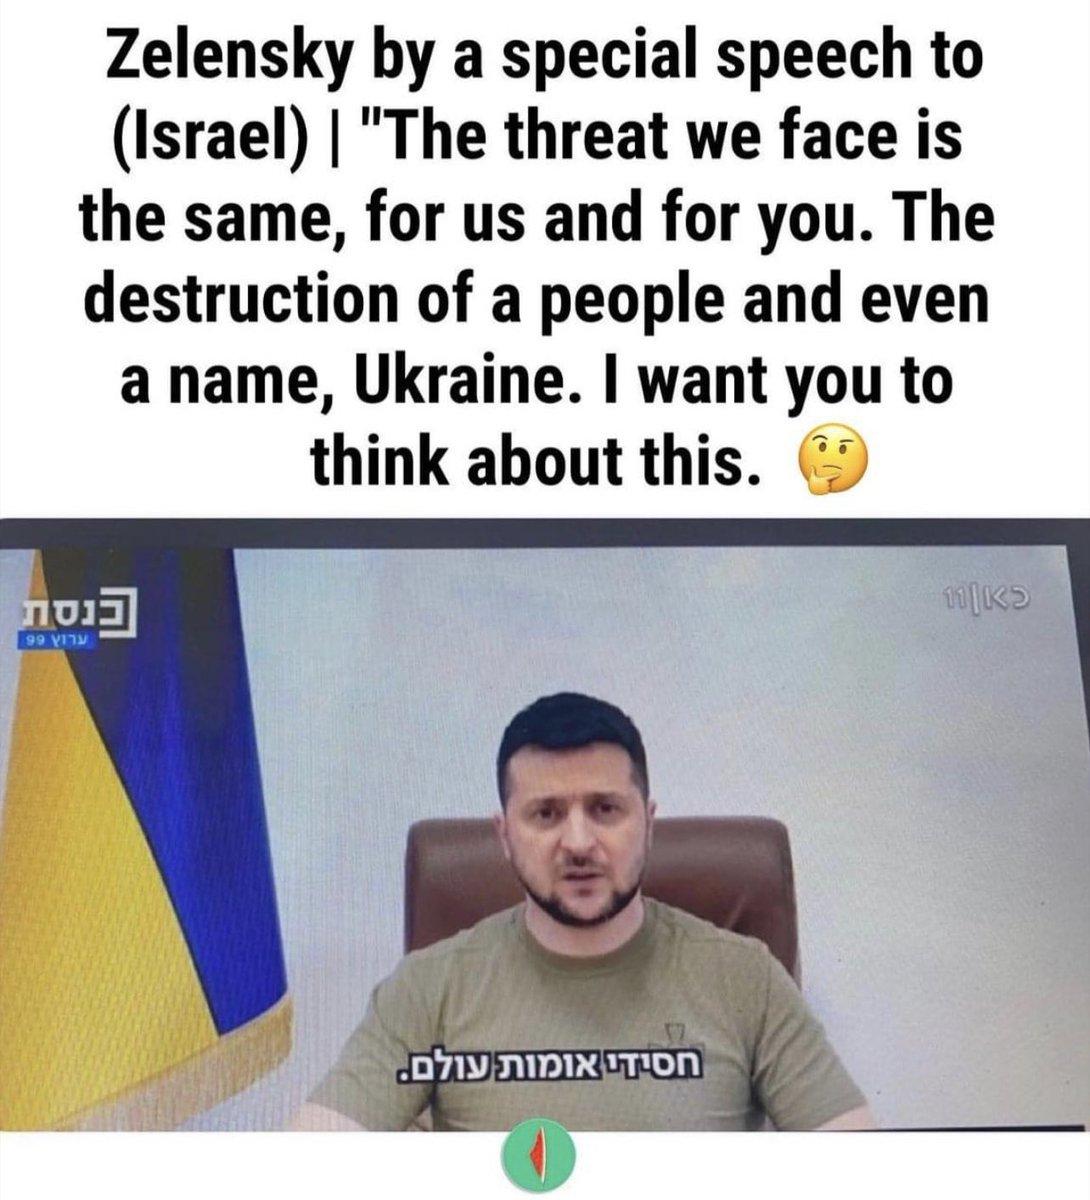 Zelensky by a special speech to
(Israel) | "The threat we face is
the same, for us and for you. The
destruction of a people and even
a name, Ukraine. I want you to
think about this. 🤔
כנסת
ערוץ 99
כאן|11
חסידי אומות עולם.